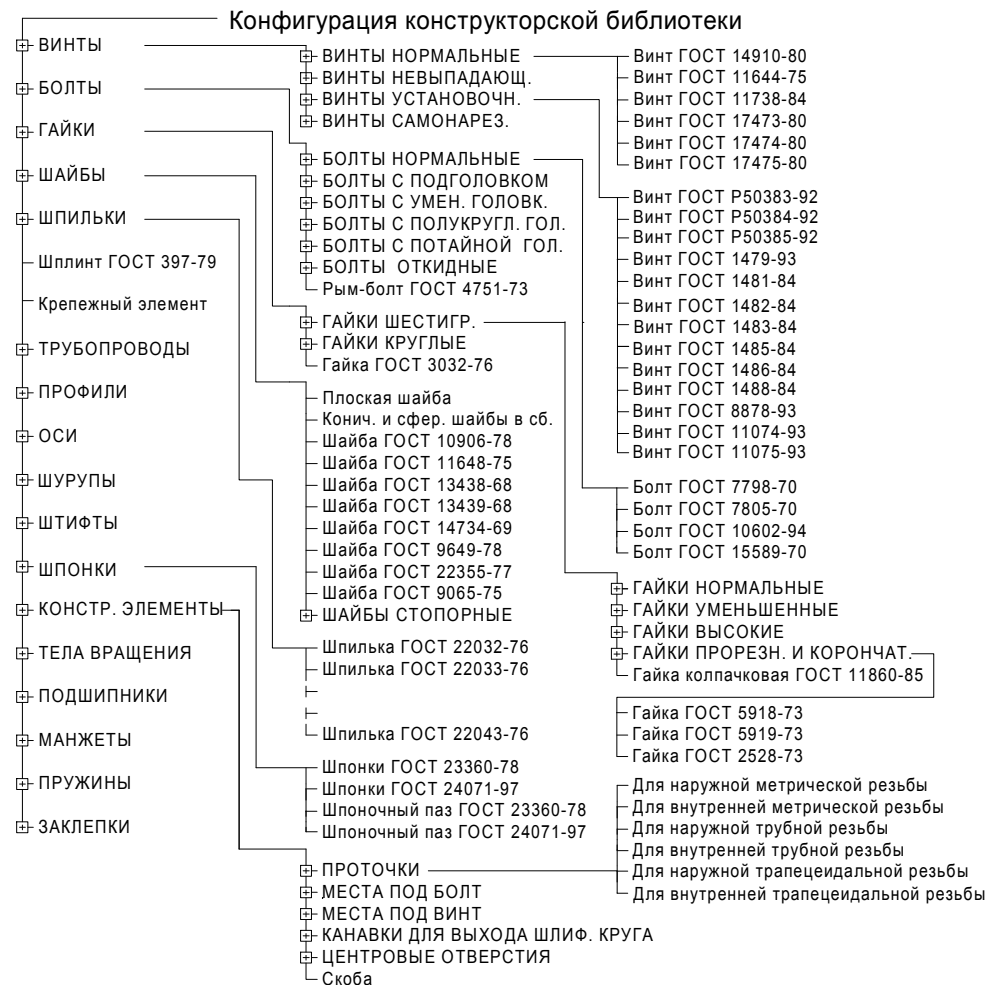 Конфигурация конструкторской библиотеки
ВИНТЫ
БОЛТЫ
ГАЙКИ
ШАЙБЫ
ШПИЛЬКИ
Шплинт ГОСТ 397-79
Крепежный элемент
ТРУБОПРОВОДЫ
ПРОФИЛИ
ОСИ
ШУРУПЫ
ШТИФТЫ
ШПОНКИ
КОНСТР. ЭЛЕМЕНТЫ
ТЕЛА ВРАЩЕНИЯ
ПОДШИПНИКИ
МАНЖЕТЫ
ПРУЖИНЫ
ЗАКЛЕПКИ
ВИНТЫ НОРМАЛЬНЫЕ
ВИНТЫ НЕВЫПАДАЮЩ.
ВИНТЫ УСТАНОВОЧН.
ВИНТЫ САМОНАРЕЗ.
БОЛТЫ НОРМАЛЬНЫЕ
БОЛТЫ С ПОДГОЛОВКОМ
БОЛТЫ С УМЕН. ГОЛОВК.
БОЛТЫ С ПОЛУКРУГЛ. ГОЛ.
БОЛТЫ С ПОТАЙНОЙ ГОЛ.
БОЛТЫ ОТКИДНЫЕ
Рым-болт ГОСТ 4751-73
ГАЙКИ ШЕСТИГР.
ГАЙКИ КРУГЛЫЕ
Гайка ГОСТ 3032-76
Плоская шайба
Конич. и сфер. шайбы в сб.
Шайба ГОСТ 10906-78
Шайба ГОСТ 11648-75
Шайба ГОСТ 13438-68
Шайба ГОСТ 13439-68
Шайба ГОСТ 14734-69
Шайба ГОСТ 9649-78
Шайба ГОСТ 22355-77
Шайба ГОСТ 9065-75
ШАЙБЫ СТОПОРНЫЕ
Шпилька ГОСТ 22032-76
Шпилька ГОСТ 22033-76
Шпилька ГОСТ 22043-76
Шпонки ГОСТ 23360-78
Шпонки ГОСТ 24071-97
Шпоночный паз ГОСТ 23360-78
Шпоночный паз ГОСТ 24071-97
ПРОТОЧКИ
МЕСТА ПОД БОЛТ
МЕСТА ПОД ВИНТ
КАНАВКИ ДЛЯ ВЫХОДА ШЛИФ. КРУГА
ЦЕНТРОВЫЕ ОТВЕРСТИЯ
Скоба
Винт ГОСТ 14910-80
Винт ГОСТ 11644-75
Винт ГОСТ 11738-84
Винт ГОСТ 17473-80
Винт ГОСТ 17474-80
Винт ГОСТ 17475-80
Винт ГОСТ Р50383-92
Винт ГОСТ Р50384-92
Винт ГОСТ Р50385-92
Винт ГОСТ 1479-93
Винт ГОСТ 1481-84
Винт ГОСТ 1482-84
Винт ГОСТ 1483-84
Винт ГОСТ 1485-84
Винт ГОСТ 1486-84
Винт ГОСТ 1488-84
Винт ГОСТ 8878-93
Винт ГОСТ 11074-93
Винт ГОСТ 11075-93
Болт ГОСТ 7798-70
Болт ГОСТ 7805-70
Болт ГОСТ 10602-94
Болт ГОСТ 15589-70
ГАЙКИ НОРМАЛЬНЫЕ
ГАЙКИ УМЕНЬШЕННЫЕ
ГАЙКИ ВЫСОКИЕ
ГАЙКИ ПРОРЕЗН. И КОРОНЧАТ.
Гайка колпачковая ГОСТ 11860-85
Гайка ГОСТ 5918-73
Гайка ГОСТ 5919-73
Гайка ГОСТ 2528-73
Для наружной метрической резьбы
Для внутренней метрической резьбы
Для наружной трубной резьбы
Для внутренней трубной резьбы
Для наружной трапецеидальной резьбы
Для внутренней трапецеидальной резьбы